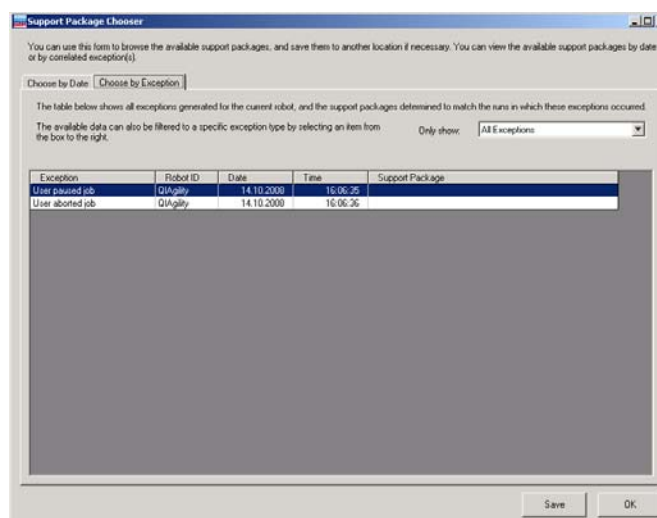 Support Package Chooser
You can use this form to browse the available support packages, and save them to another location if necessary. You can view the available support packages by date
or by correlated exception(s).
Choose by Date Choose by Exception
The table below shows all exceptions generated for the current robot, and the support packages determined to match the runs in which these exceptions occurred.
The available data can also be filtered to a specific exception type by selecting an item from
the box to the right.
Only show: All Exceptions
Exception Robot ID Date Time Support Package
User paused job QIAgility 14.10.2008 16:06:35
User aborted job QIAgility 14.10.2008 16:06:36
Save OK